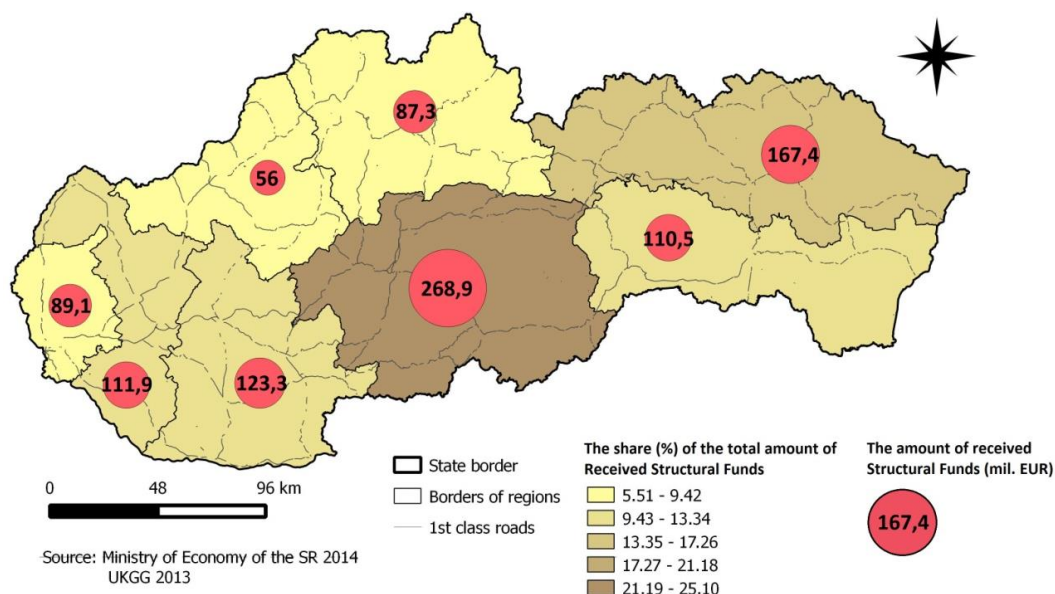 87,3
167,4
56
110,5
268,9
89,1
111,9
123,3
0 48 96 km
State border
Borders of regions
1st class roads
Source: Ministry of Economy of the SR 2014
UKGG 2013
The share (%) of the total amount of
Received Structural Funds
5.51 - 9.42
9.43 - 13.34
13.35 - 17.26
17.27 - 21.18
21.19 - 25.10
The amount of received
Structural Funds (mil. EUR)
167,4